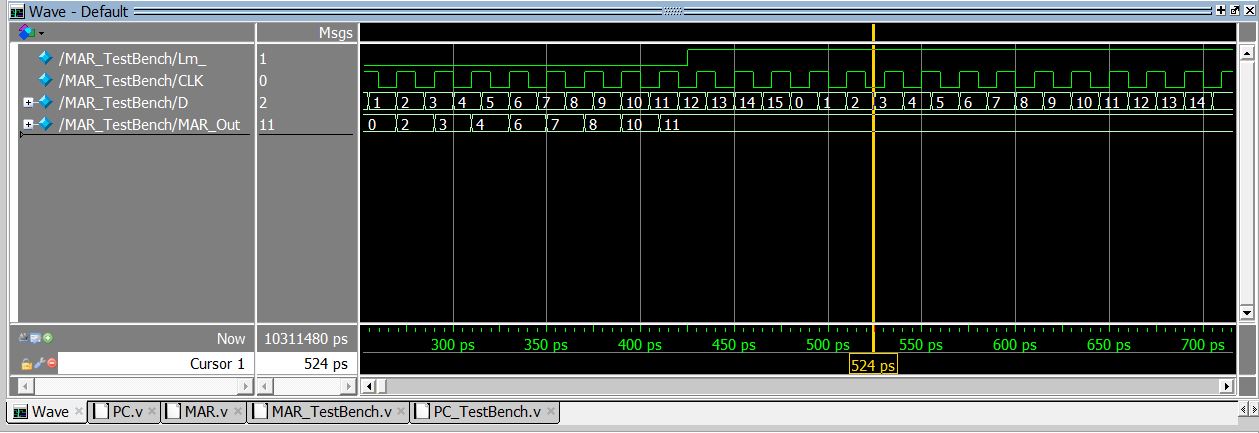 Wave - Default
Msgs
/MAR_TestBench/Lm_ 1
/MAR_TestBench/CLK 0
/MAR_TestBench/D 2 1 2 3 4 5 6 7 8 9 10 11 12 13 14 15 0 1 2 3 4 5 6 7 8 9 10 11 12 13 14
/MAR_TestBench/MAR_Out 11 0 2 3 4 6 7 8 10 11
Now 10311480 ps 300 ps 350 ps 400 ps 450 ps 500 ps 550 ps 600 ps 650 ps 700 ps
Cursor 1 524 ps 524 ps
Wave PC.v MAR.v MAR_TestBench.v PC_TestBench.v